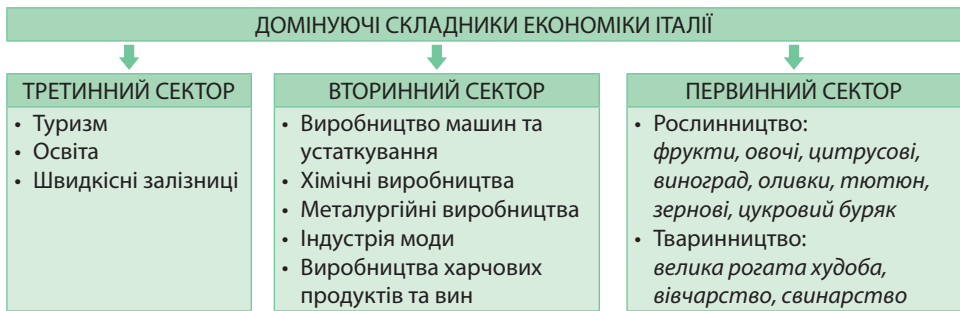 ДОМІНУЮЧІ СКЛАДНИКИ ЕКОНОМІКИ ІТАЛІЇ
ТРЕТИННИЙ СЕКТОР
• Туризм
• Освіта
• Швидкісні залізниці
ВТОРИННИЙ СЕКТОР
• Виробництво машин та
устаткування
• Хімічні виробництва
• Металургійні виробництва
• Індустрія моди
• Виробництва харчових
продуктів та вин
ПЕРВИННИЙ СЕКТОР
• Рослинництво:
фрукти, овочі, цитрусові,
виноград, оливки, тютюн,
зернові, цукровий буряк
• Тваринництво:
велика рогата худоба,
вівчарство, свинарство